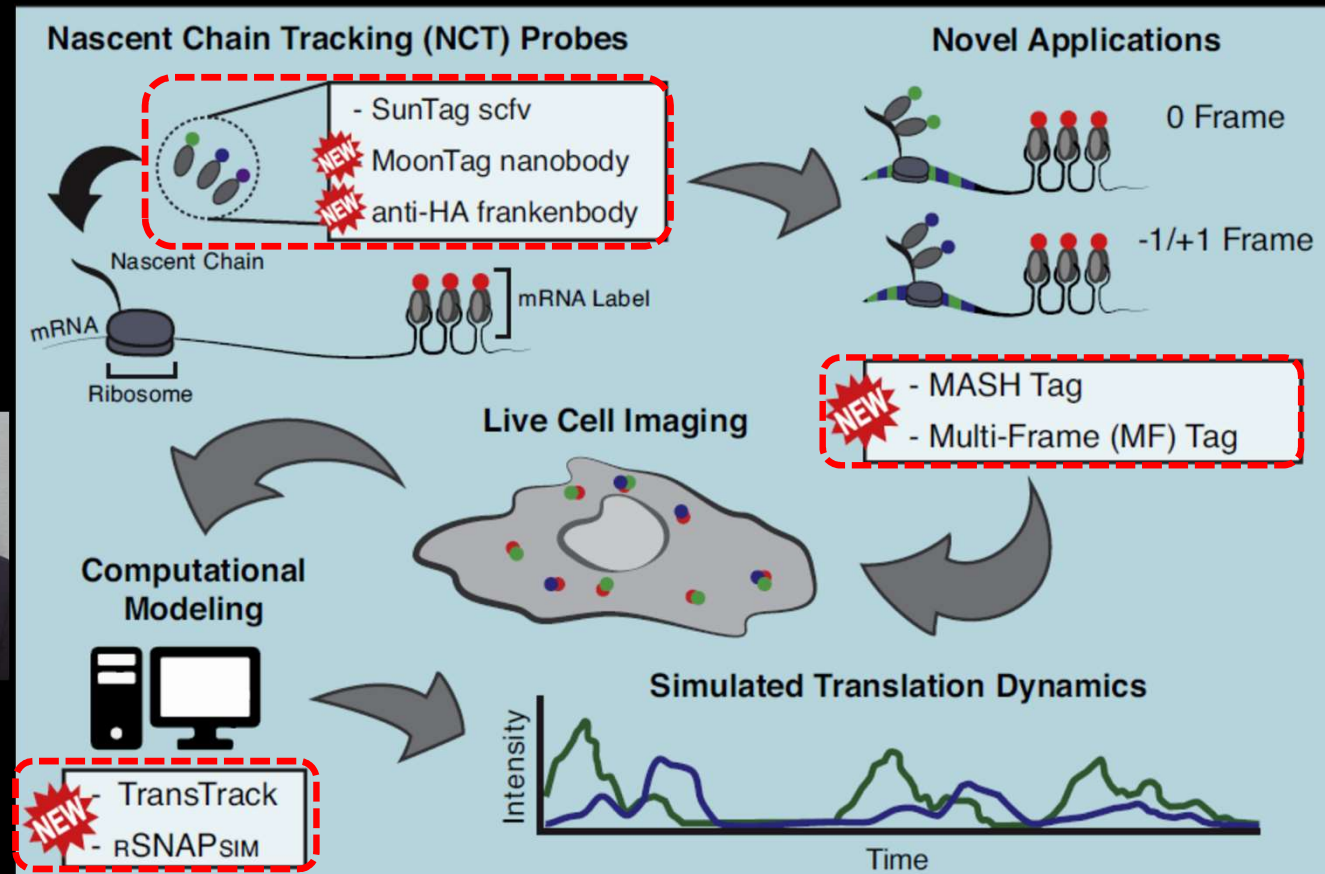 Nascent Chain Tracking (NCT) Probes
- SunTag scfv
NEW MoonTag nanobody
NEW anti-HA frankenbody
Nascent Chain
mRNA
Ribosome
mRNA Label
Novel Applications
0 Frame
-1/+1 Frame
NEW
- MASH Tag
- Multi-Frame (MF) Tag
Live Cell Imaging
Computational
Modeling
NEW
- TransTrack
- RSNAPSIM
Simulated Translation Dynamics
Intensity
Time